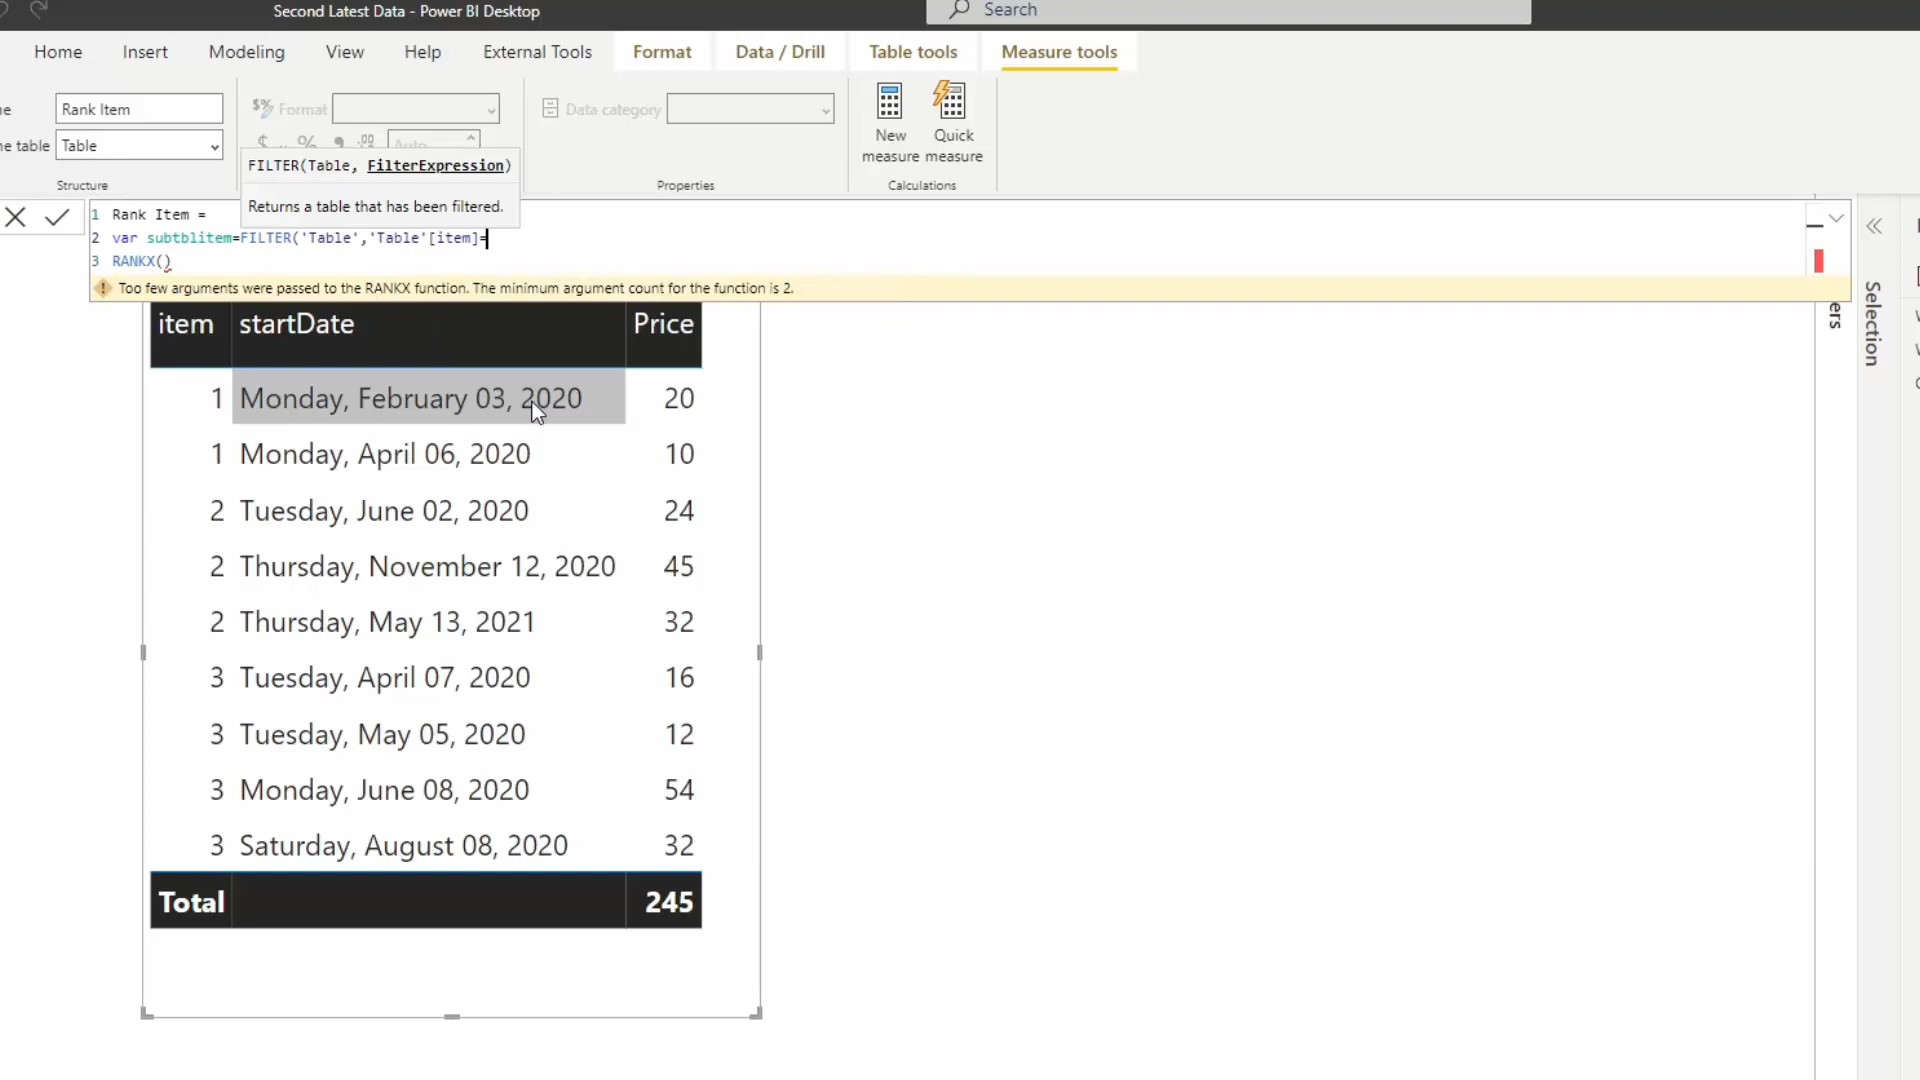 Second Latest Data - Power BI Desktop
Search
Home Insert Modeling View Help External Tools Format Data / Drill Table tools Measure tools
Rank Item
$% Format
Data category
New measure
Quick measure
table Table
Auto
Structure
Properties
Calculations
FILTER(Table, FilterExpression)
Returns a table that has been filtered.
1 Rank Item =
2 var subtblitem=FILTER('Table','Table'[item]=
3 RANKX()
Too few arguments were passed to the RANKX function. The minimum argument count for the function is 2.
Selection
item startDate Price
1 Monday, February 03, 2020 20
1 Monday, April 06, 2020 10
2 Tuesday, June 02, 2020 24
2 Thursday, November 12, 2020 45
2 Thursday, May 13, 2021 32
3 Tuesday, April 07, 2020 16
3 Tuesday, May 05, 2020 12
3 Monday, June 08, 2020 54
3 Saturday, August 08, 2020 32
Total 245